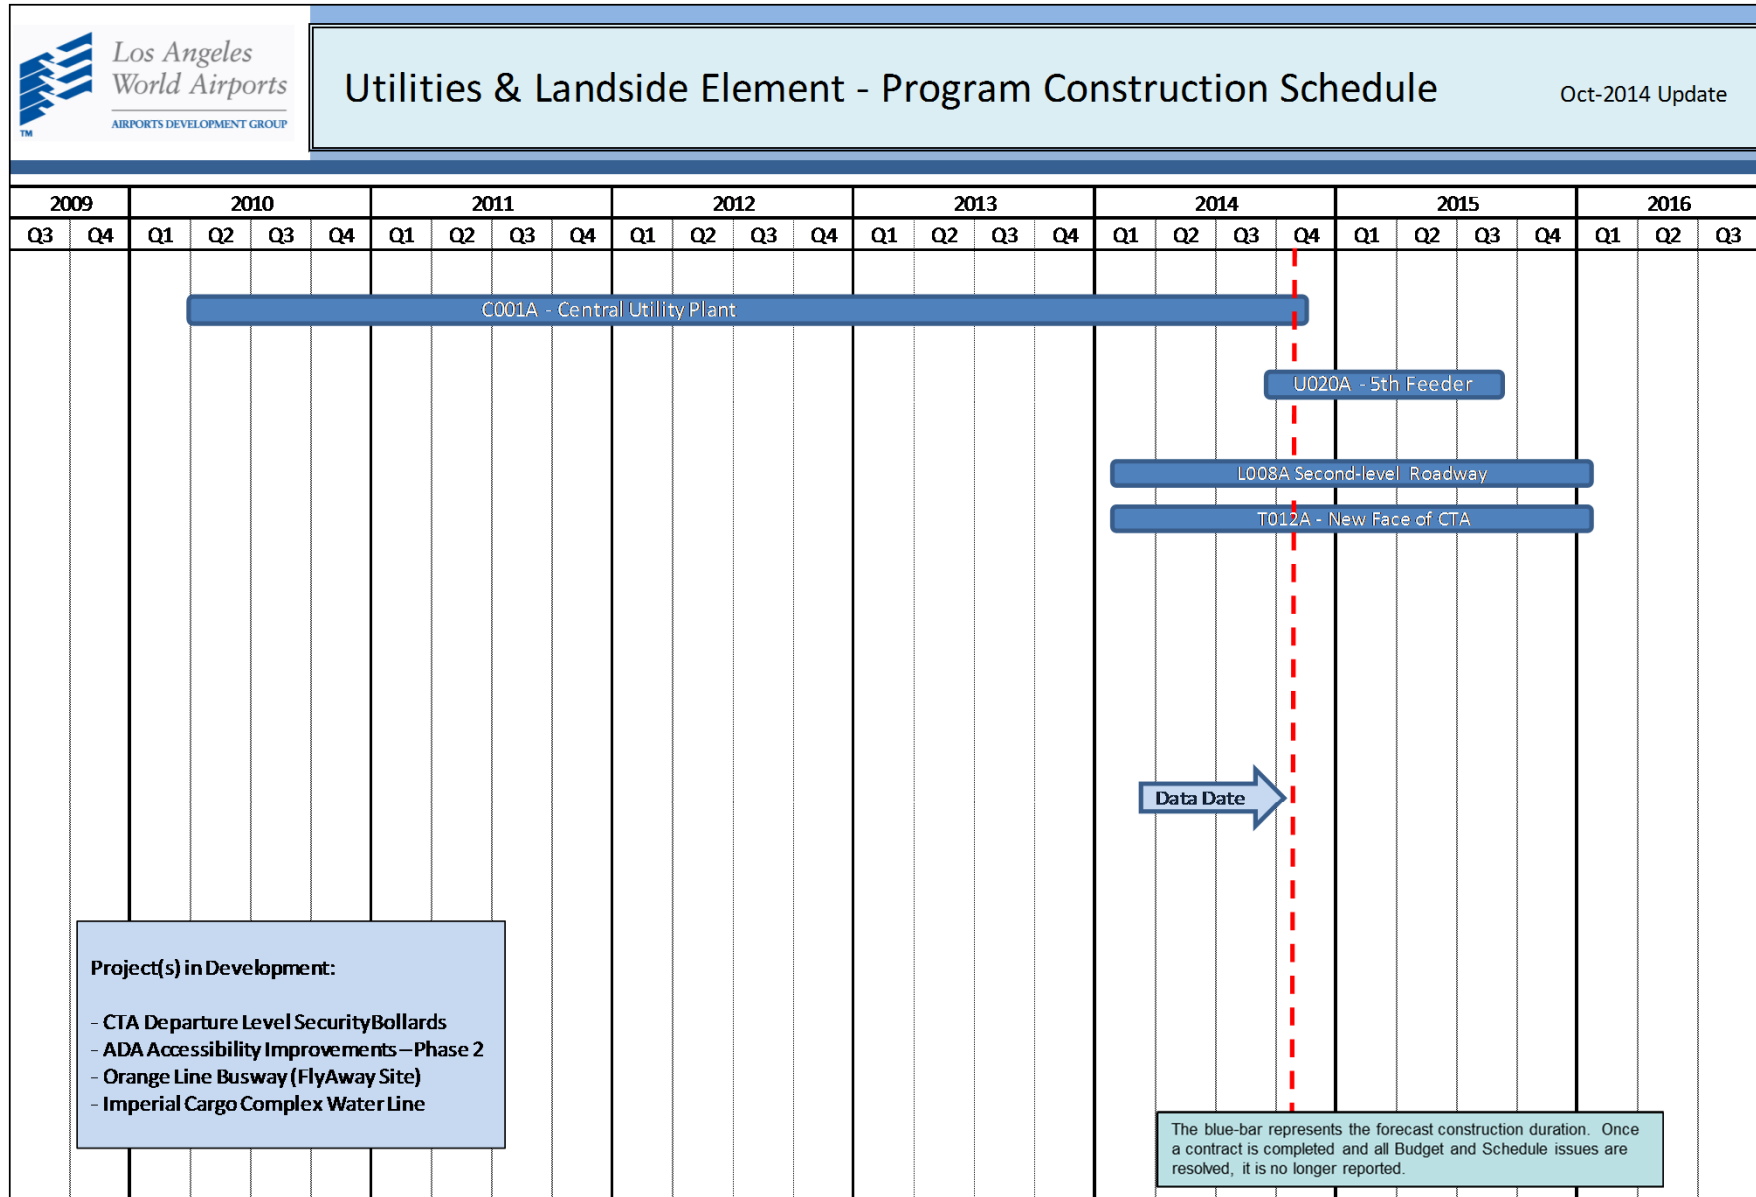 Los Angeles
World Airports
AIRPORTS DEVELOPMENT GROUP
TM
Utilities & Landside Element - Program Construction Schedule
Oct-2014 Update
2009 2010 2011 2012 2013 2014 2015 2016
Q3 Q4 Q1 Q2 Q3 Q4 Q1 Q2 Q3 Q4 Q1 Q2 Q3 Q4 Q1 Q2 Q3 Q4 Q1 Q2 Q3 Q4 Q1 Q2 Q3 Q4 Q1 Q2 Q3
C001A - Central Utility Plant
U020A - 5th Feeder
L008A Second-level Roadway
T012A - New Face of CTA
Data Date
Project(s) in Development:
- CTA Departure Level Security Bollards
- ADA Accessibility Improvements – Phase 2
- Orange Line Busway (FlyAway Site)
- Imperial Cargo Complex Water Line
The blue-bar represents the forecast construction duration. Once
a contract is completed and all Budget and Schedule issues are
resolved, it is no longer reported.